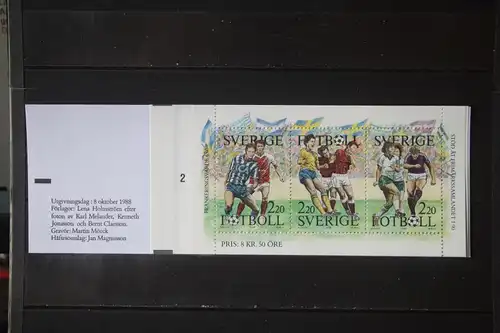 Utgivningsdag: 8 oktober 1988
Förlagor: Lena Holmström efter
foton av Karl Melander, Kenneth
Jonasson och Bernt Claeson.
Gravör: Martin Mörck
Häftesomslag: Jan Magnusson
2
SVERIGE FOTBOLL SVERIGE
2.20 2.20 2.20
FOTBOLL SVERIGE FOTBOLL
PRIS: 8 KR. 50 ÖRE